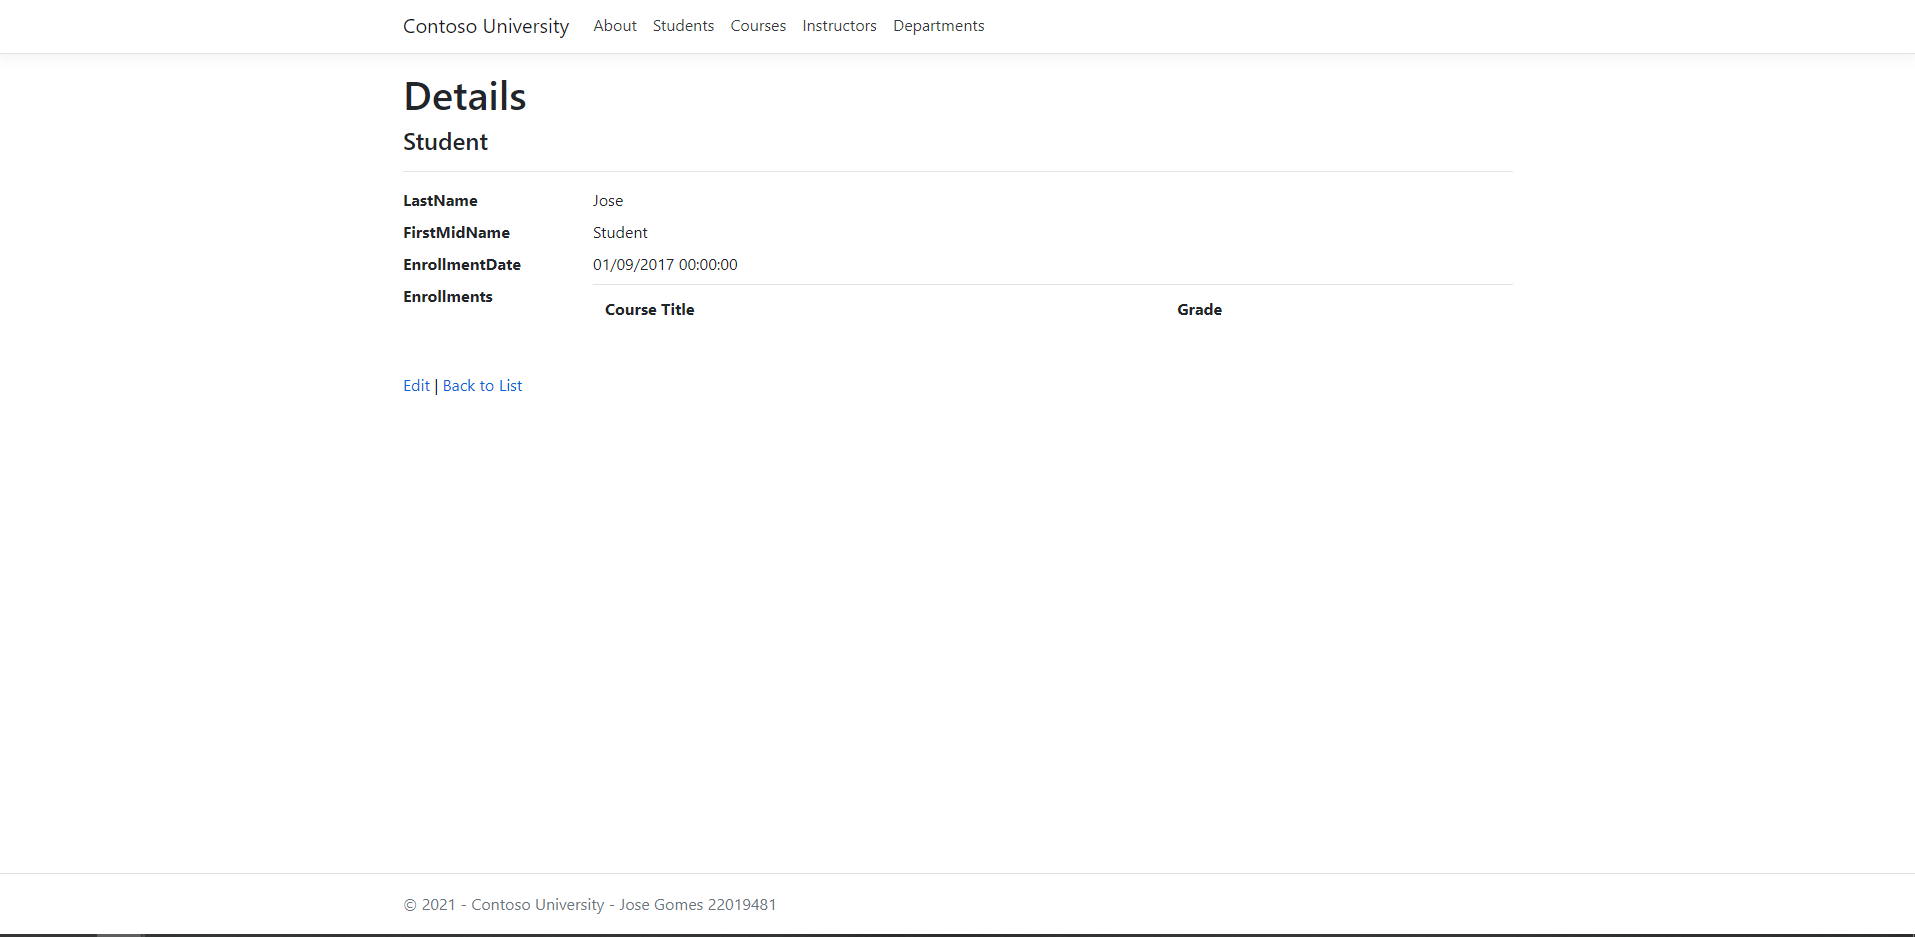 Contoso University About Students Courses Instructors Departments
Details
Student
LastName Jose
FirstMidName Student
EnrollmentDate 01/09/2017 00:00:00
Enrollments
Course Title Grade
Edit | Back to List
© 2021 - Contoso University - Jose Gomes 22019481